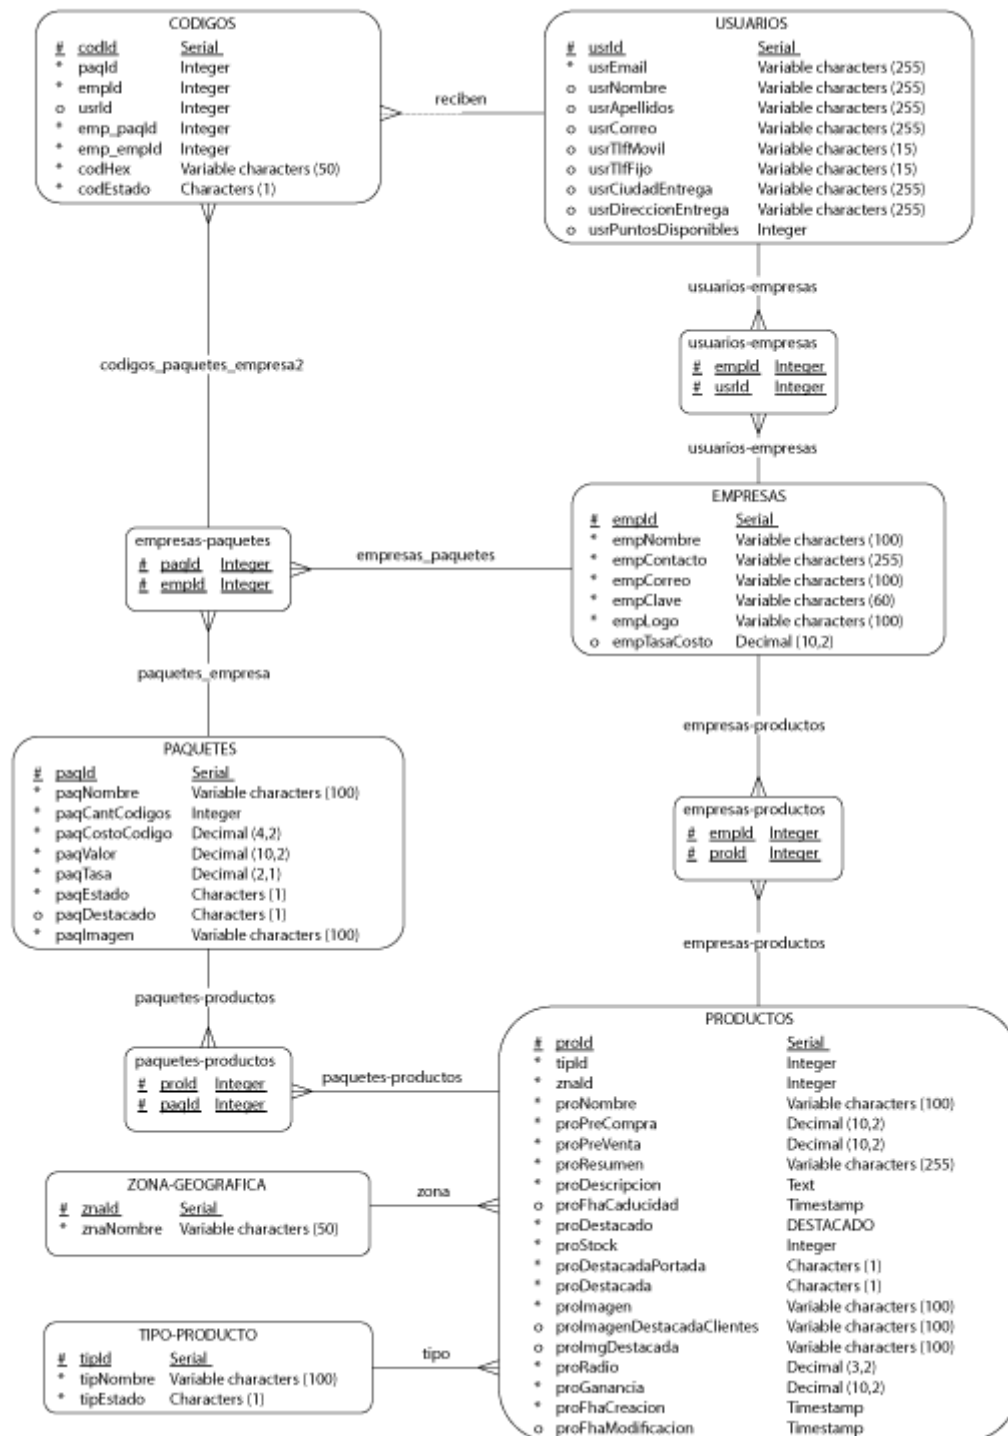 CODIGOS
# codId Serial
* paqId Integer
* empId Integer
o usrId Integer
* emp_paqId Integer
* emp_empId Integer
* codHex Variable characters (50)
* codEstado Characters (1)
USUARIOS
# usrId Serial
* usrEmail Variable characters (255)
o usrNombre Variable characters (255)
o usrApellidos Variable characters (255)
o usrCorreo Variable characters (255)
o usrTlfMovil Variable characters (15)
o usrTlfFijo Variable characters (15)
o usrCiudadEntrega Variable characters (255)
o usrDireccionEntrega Variable characters (255)
o usrPuntosDisponibles Integer
reciben
usuarios-empresas
usuarios-empresas
# empId Integer
# usrId Integer
usuarios-empresas
codigos_paquetes_empresa2
EMPRESAS
# empId Serial
* empNombre Variable characters (100)
* empContacto Variable characters (255)
* empCorreo Variable characters (100)
* empClave Variable characters (60)
* empLogo Variable characters (100)
o empTasaCosto Decimal (10,2)
empresas-paquetes
# paqId Integer
# empId Integer
empresas_paquetes
paquetes_empresa
empresas-productos
PAQUETES
# paqId Serial
* paqNombre Variable characters (100)
* paqCantCodigos Integer
* paqCostoCodigo Decimal (4,2)
* paqValor Decimal (10,2)
* paqTasa Decimal (2,1)
* paqEstado Characters (1)
o paqDestacado Characters (1)
* paqImagen Variable characters (100)
empresas-productos
# empId Integer
# proId Integer
empresas-productos
paquetes-productos
paquetes-productos
# proId Integer
# paqId Integer
paquetes-productos
PRODUCTOS
# proId Serial
* tipId Integer
* znaId Integer
* proNombre Variable characters (100)
* proPreCompra Decimal (10,2)
* proPreVenta Decimal (10,2)
* proResumen Variable characters (255)
* proDescripcion Text
o proFhaCaducidad Timestamp
* proDestacado DESTACADO
* proStock Integer
* proDestacadaPortada Characters (1)
* proDestacada Characters (1)
* proImagen Variable characters (100)
o proImagenDestacadaClientes Variable characters (100)
o proImgDestacada Variable characters (100)
* proRadio Decimal (3,2)
* proGanancia Decimal (10,2)
* proFhaCreacion Timestamp
o proFhaModificacion Timestamp
ZONA-GEOGRAFICA
# znaId Serial
* znaNombre Variable characters (50)
zona
TIPO-PRODUCTO
# tipId Serial
* tipNombre Variable characters (100)
* tipEstado Characters (1)
tipo